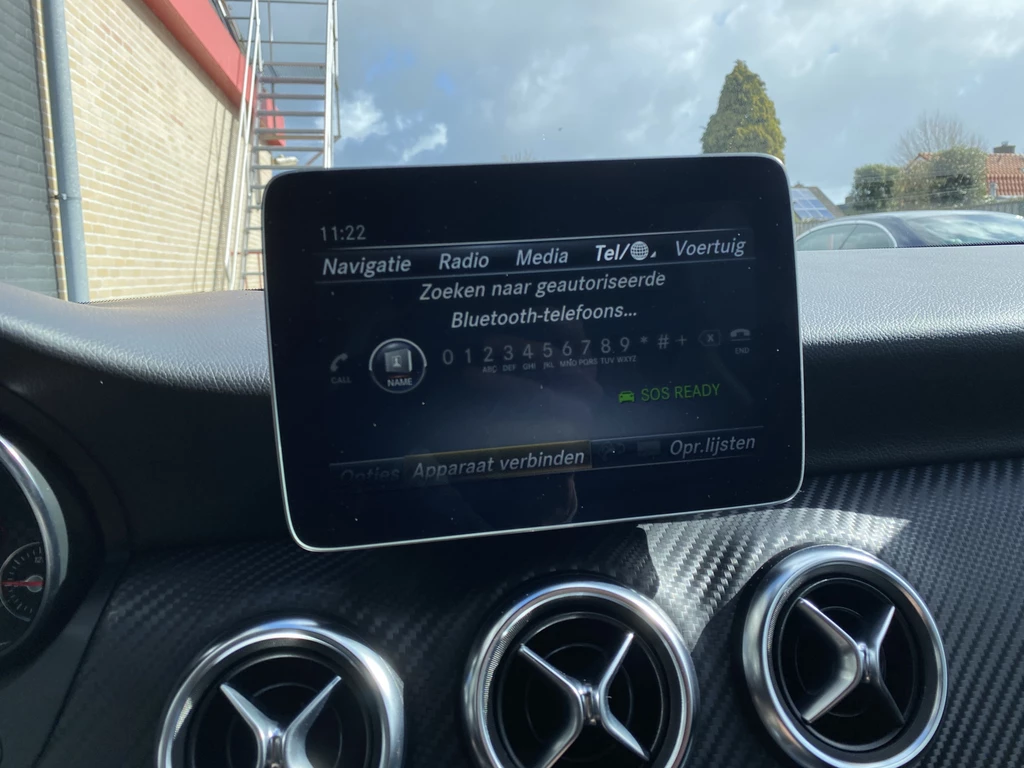 11:22
Navigatie Radio Media Tel/ Voertuig
Zoeken naar geautoriseerde
Bluetooth-telefoons...
CALL NAME 0 1 2 3 4 5 6 7 8 9 * # + X END
ABC DEF GHI JKL MNO PQRS TUV WXYZ
SOS READY
Opties Apparaat verbinden Opr.lijsten